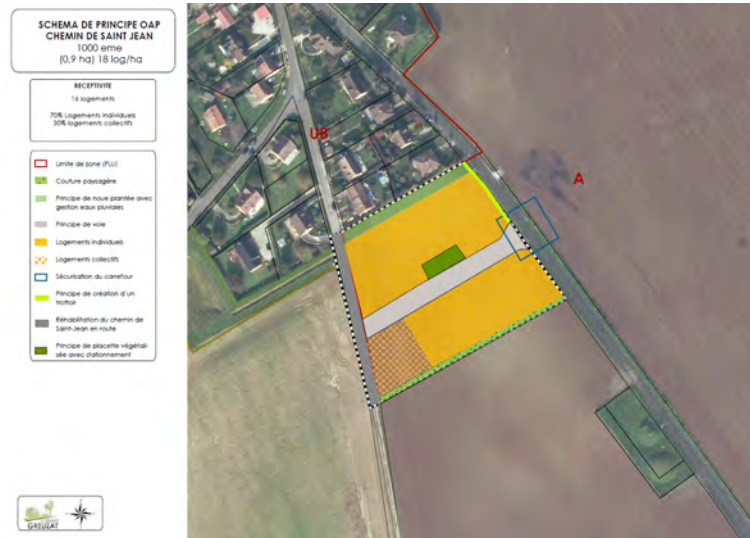 SCHEMA DE PRINCIPE OAP
CHEMIN DE SAINT JEAN
1000 eme
(0,9 ha) 18 log/ha
RECEPTIVITE
16 logements
70% Logements individuels
30% logements collectifs
Limite de zone (PLU)
Couture paysagère
Principe de noue plantée avec
gestion eaux pluviales
Principe de voie
Logements individuels
Logements collectifs
Sécurisation du carrefour
Principe de création d'un
trottoir
Réhabilitation du chemin de
Saint-Jean en route
Principe de placette végétali-
sée avec stationnement
UB
A
GREUZAT